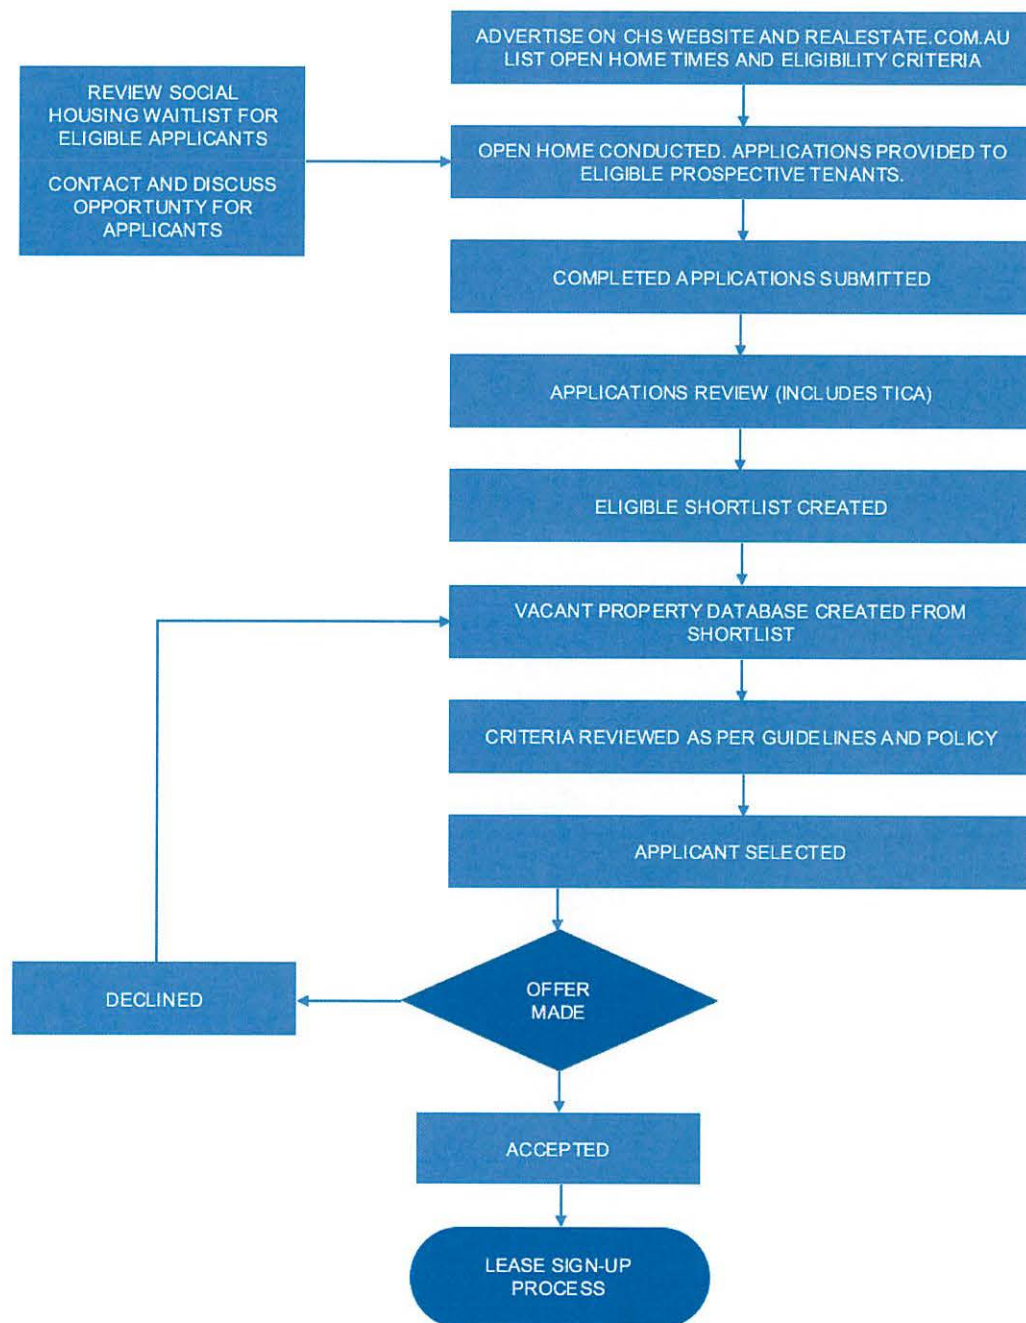 ADVERTISE ON CHS WEBSITE AND REALESTATE.COM.AU
LIST OPEN HOME TIMES AND ELIGIBILITY CRITERIA
REVIEW SOCIAL
HOUSING WAITLIST FOR
ELIGIBLE APPLICANTS
CONTACT AND DISCUSS
OPPORTUNTY FOR
APPLICANTS
OPEN HOME CONDUCTED. APPLICATIONS PROVIDED TO
ELIGIBLE PROSPECTIVE TENANTS.
COMPLETED APPLICATIONS SUBMITTED
APPLICATIONS REVIEW (INCLUDES TICA)
ELIGIBLE SHORTLIST CREATED
VACANT PROPERTY DATABASE CREATED FROM
SHORTLIST
CRITERIA REVIEWED AS PER GUIDELINES AND POLICY
APPLICANT SELECTED
OFFER
MADE
DECLINED
ACCEPTED
LEASE SIGN-UP
PROCESS